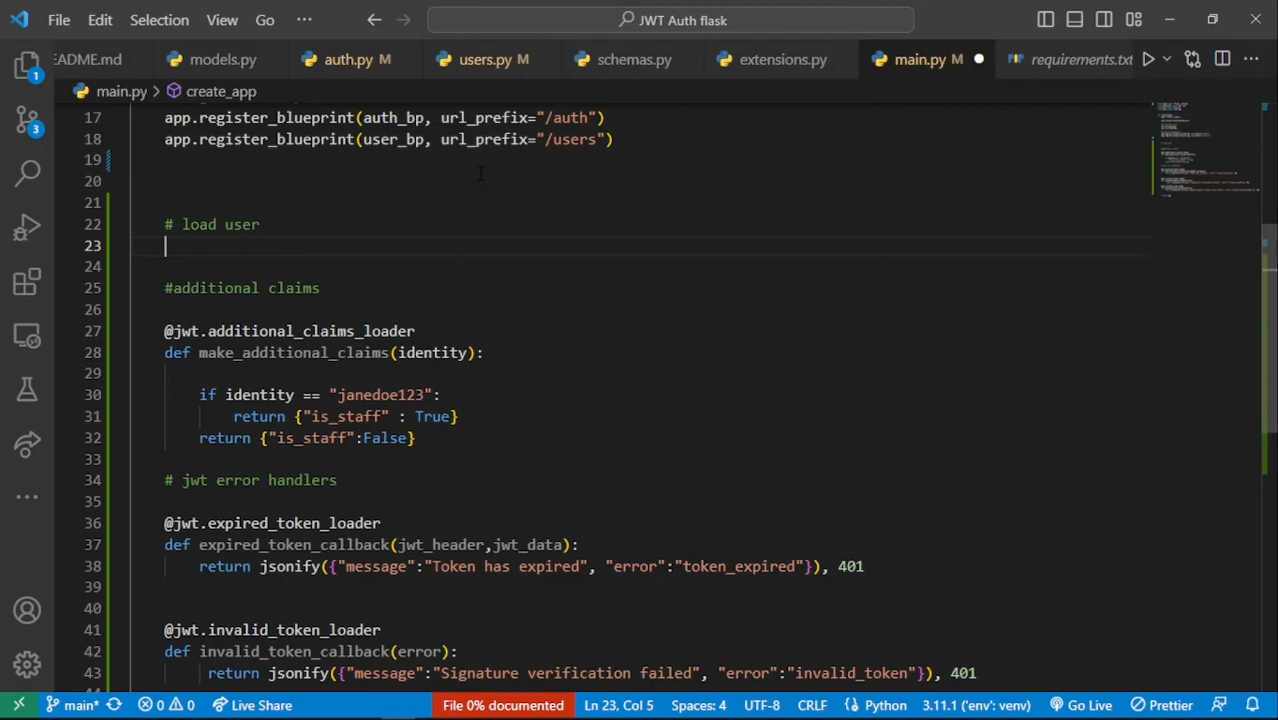 File Edit Selection View Go ··· JWT Auth flask
EADME.md models.py auth.py M users.py M schemas.py extensions.py main.py M requirements.txt
main.py > create_app
17 app.register_blueprint(auth_bp, url_prefix="/auth")
18 app.register_blueprint(user_bp, url_prefix="/users")
19
20
21
22 # load user
23
24
25 #additional claims
26
27 @jwt.additional_claims_loader
28 def make_additional_claims(identity):
29
30 if identity == "janedoe123":
31 return {"is_staff" : True}
32 return {"is_staff":False}
33
34 # jwt error handlers
35
36 @jwt.expired_token_loader
37 def expired_token_callback(jwt_header,jwt_data):
38 return jsonify({"message":"Token has expired", "error":"token_expired"}), 401
39
40
41 @jwt.invalid_token_loader
42 def invalid_token_callback(error):
43 return jsonify({"message":"Signature verification failed", "error":"invalid_token"}), 401
1
3
main* 0 0 Live Share File 0% documented Ln 23, Col 5 Spaces: 4 UTF-8 CRLF Python 3.11.1 ('env': venv) Go Live Prettier